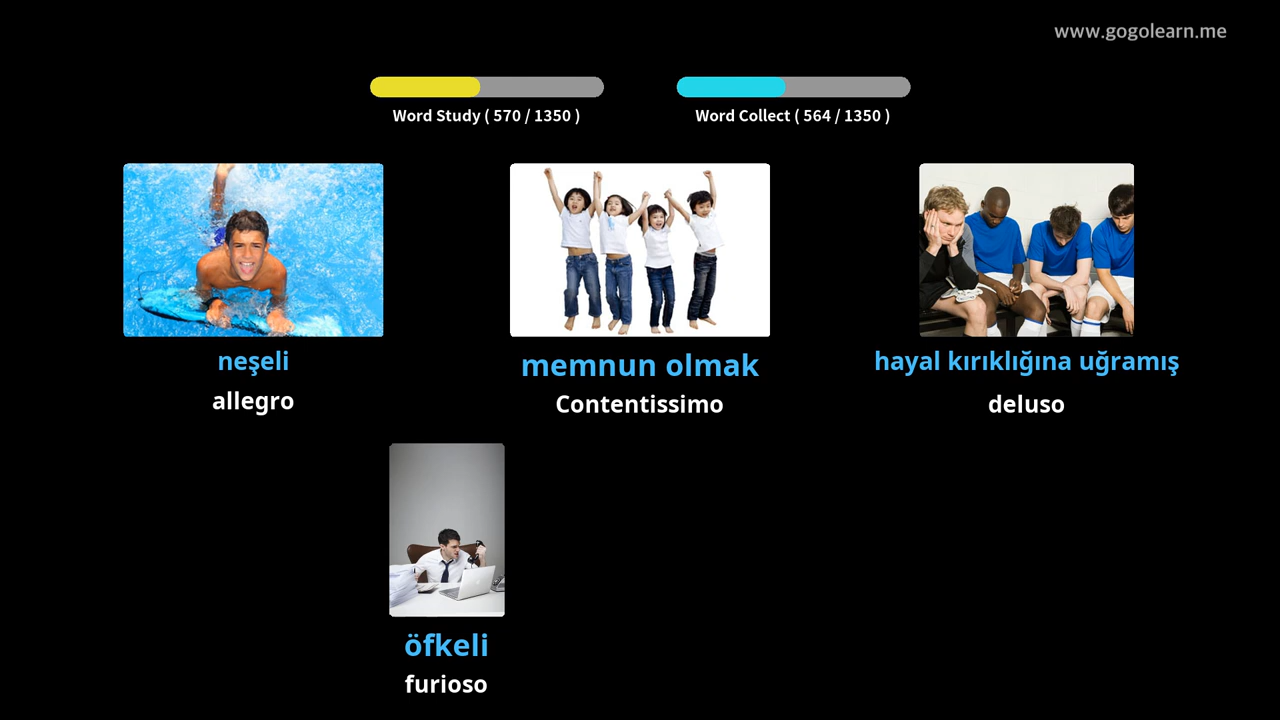 www.gogolearn.me
Word Study ( 570 / 1350 )
Word Collect ( 564 / 1350 )
neşeli
allegro
memnun olmak
Contentissimo
hayal kırıklığına uğramış
deluso
öfkeli
furioso